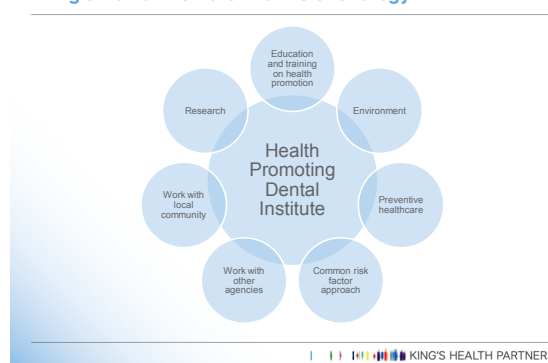 Education
and training
on health
promotion
Environment
Preventive
healthcare
Common risk
factor
approach
Work with
other
agencies
Work with
local
community
Research
Health
Promoting
Dental
Institute
KING'S HEALTH PARTNER